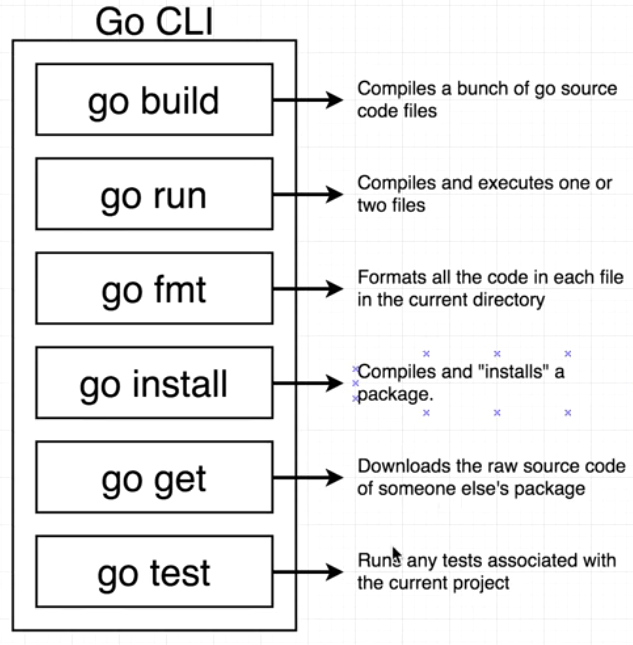 Go CLI
go build
Compiles a bunch of go source
code files
go run
Compiles and executes one or
two files
go fmt
Formats all the code in each file
in the current directory
go install
Compiles and "installs" a
package.
go get
Downloads the raw source code
of someone else's package
go test
Runs any tests associated with
the current project